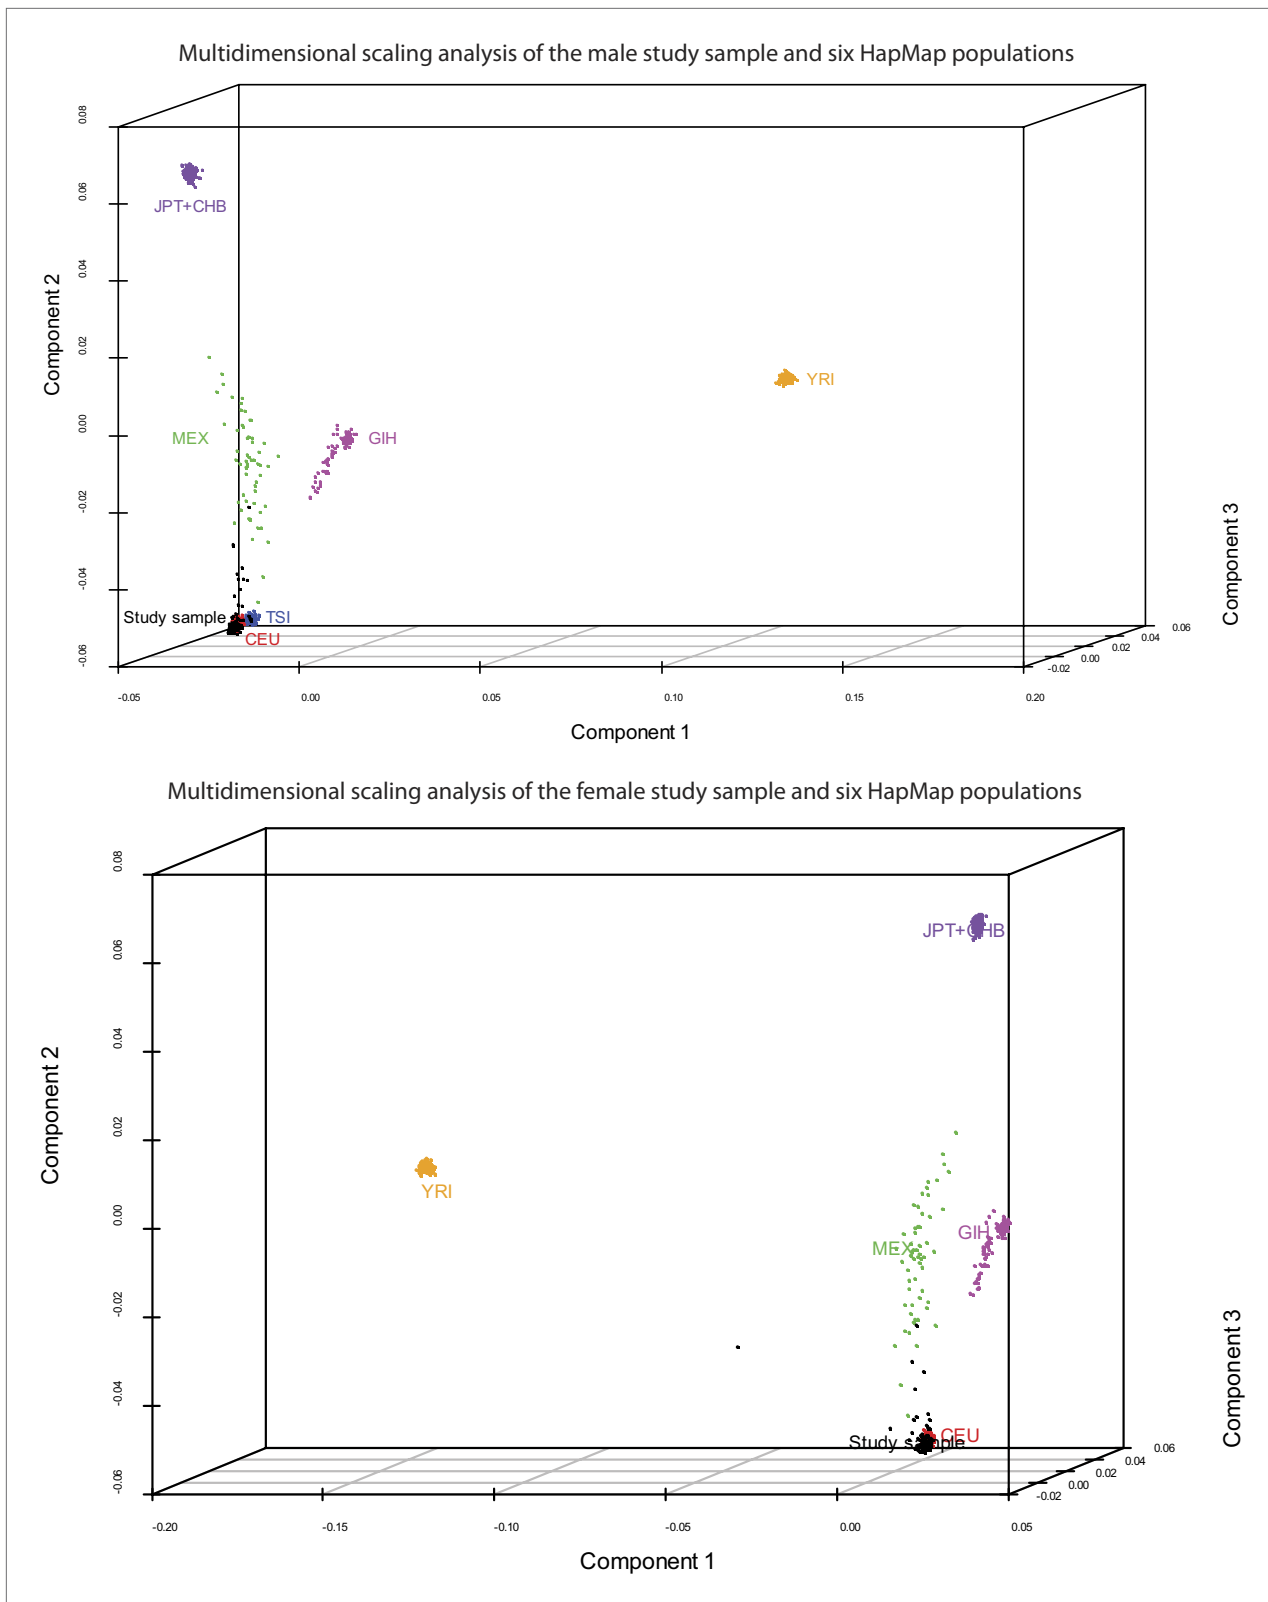 Multidimensional scaling analysis of the male study sample and six HapMap populations
0.08
0.06
0.04
0.02
0.00
-0.02
-0.04
-0.06
Component 2
JPT+CHB
YRI
MEX
GIH
Study sample
TSI
CEU
Component 3
0.06
0.04
0.02
0.00
-0.02
-0.05
0.00
0.05
0.10
0.15
0.20
Component 1
Multidimensional scaling analysis of the female study sample and six HapMap populations
0.08
0.06
0.04
0.02
0.00
-0.02
-0.04
-0.06
Component 2
JPT+CHB
YRI
GIH
MEX
CEU
Study sample
Component 3
0.06
0.04
0.02
0.00
-0.02
-0.20
-0.15
-0.10
-0.05
0.00
0.05
Component 1